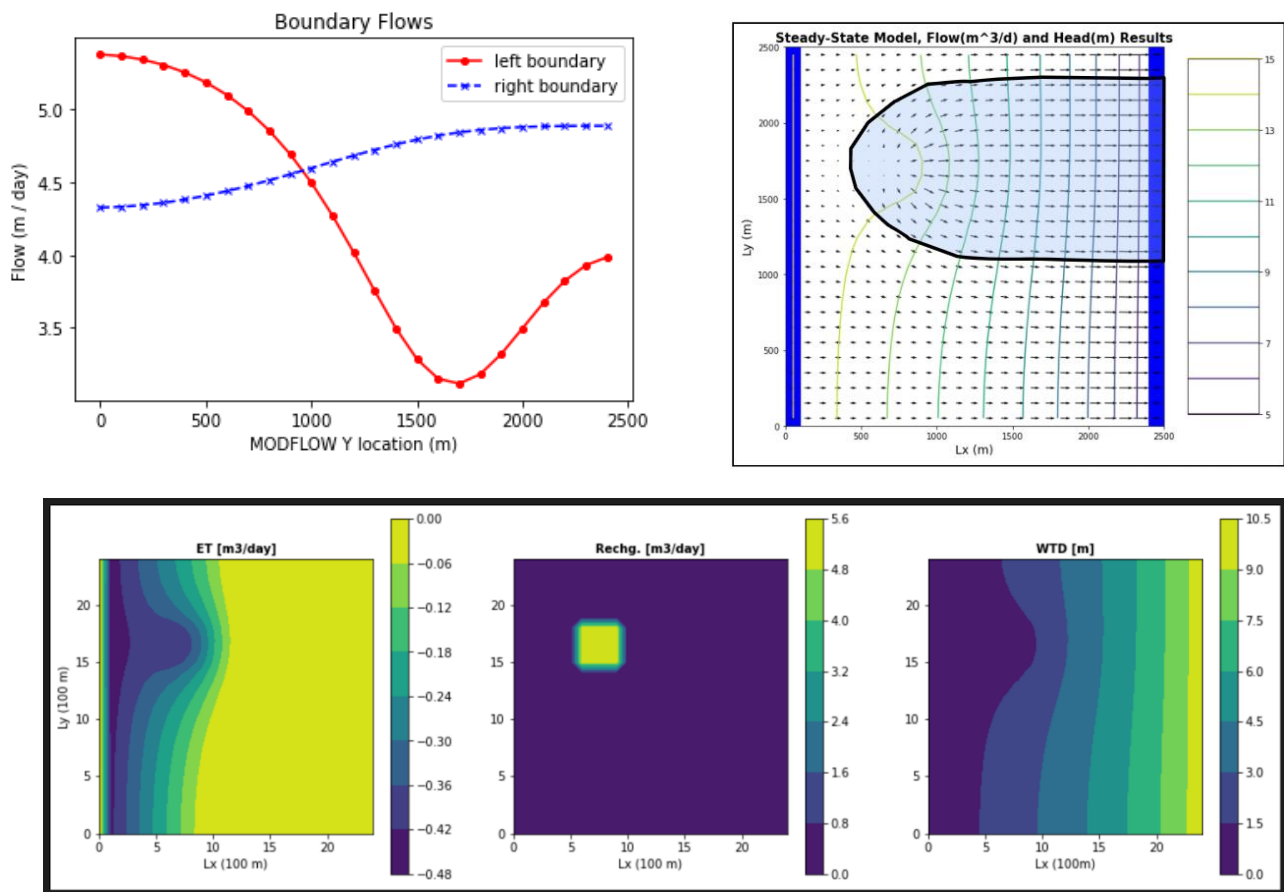 Boundary Flows
left boundary
right boundary
5.0
4.5
4.0
3.5
Flow (m / day)
0 500 1000 1500 2000 2500
MODFLOW Y location (m)
Steady-State Model, Flow(m^3/d) and Head(m) Results
2500
2000
1500
1000
500
0
Ly (m)
0 500 1000 1500 2000 2500
Lx (m)
15
13
11
9
7
5
ET [m3/day]
20
15
10
5
0
Ly (100 m)
0 5 10 15 20
Lx (100 m)
0.00
−0.06
−0.12
−0.18
−0.24
−0.30
−0.36
−0.42
−0.48
Rechg. [m3/day]
20
15
10
5
0
0 5 10 15 20
Lx (100 m)
5.6
4.8
4.0
3.2
2.4
1.6
0.8
0.0
WTD [m]
20
15
10
5
0
0 5 10 15 20
Lx (100m)
10.5
9.0
7.5
6.0
4.5
3.0
1.5
0.0